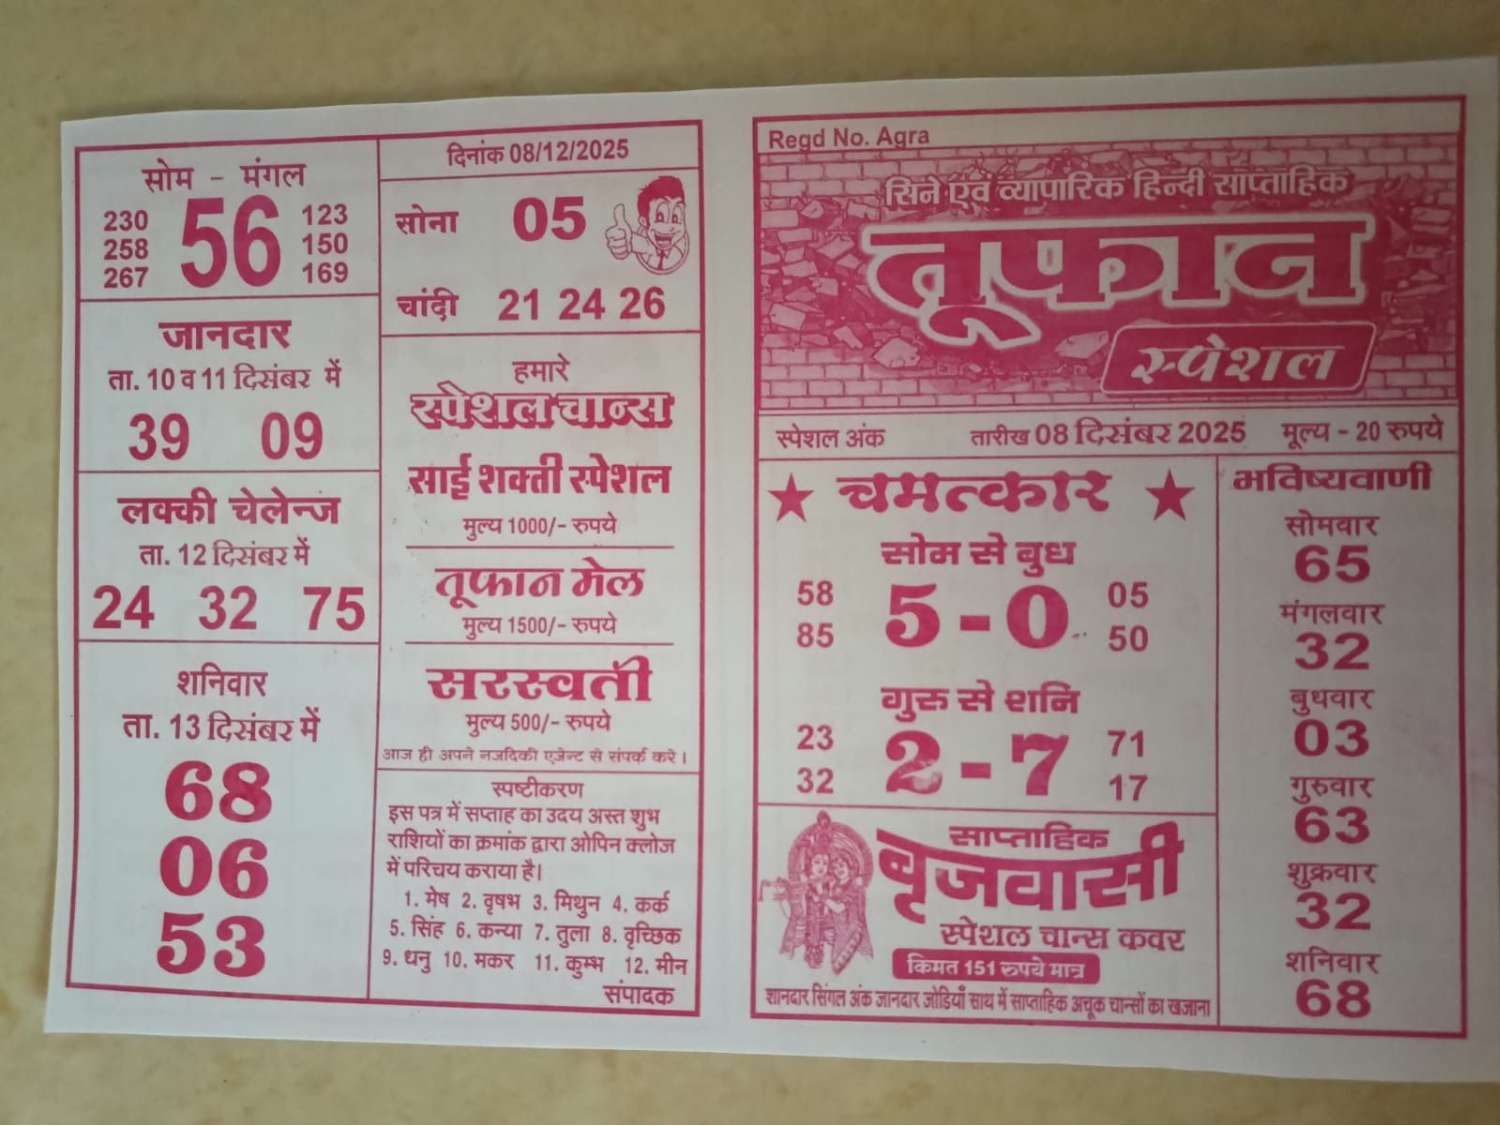 सोम - मंगल
230 56 123
258 150
267 169
जानदार
ता. 10 व 11 दिसंबर में
39 09
लक्की चेलेन्ज
ता. 12 दिसंबर में
24 32 75
शनिवार
ता. 13 दिसंबर में
68
06
53
दिनांक 08/12/2025
सोना 05
चांदी 21 24 26
हमारे
स्पेशल चान्स
साई शक्ती स्पेशल
मुल्य 1000/- रुपये
तूफान मेल
मुल्य 1500/- रुपये
सरस्वती
मुल्य 500/- रुपये
आज ही अपने नजदिकी एजेन्ट से संपर्क करे।
स्पष्टीकरण
इस पत्र में सप्ताह का उदय अस्त शुभ
राशियों का क्रमांक द्वारा ओपिन क्लोज
में परिचय कराया है।
1. मेष 2. वृषभ 3. मिथुन 4. कर्क
5. सिंह 6. कन्या 7. तुला 8. वृच्छिक
9. धनु 10. मकर 11. कुम्भ 12. मीन
संपादक
Regd No. Agra
सिने एवं व्यापारिक हिन्दी साप्ताहिक
तूफान
स्पेशल
स्पेशल अंक तारीख 08 दिसंबर 2025 मूल्य - 20 रुपये
चमत्कार
सोम से बुध
58 5 - 0 05
85 50
गुरु से शनि
23 2 - 7 71
32 17
साप्ताहिक
वृजवासी
स्पेशल चान्स कवर
किमत 151 रुपये मात्र
शानदार सिंगल अंक जानदार जोडियाँ साथ में साप्ताहिक अचूक चान्सों का खजाना
भविष्यवाणी
सोमवार
65
मंगलवार
32
बुधवार
03
गुरुवार
63
शुक्रवार
32
शनिवार
68